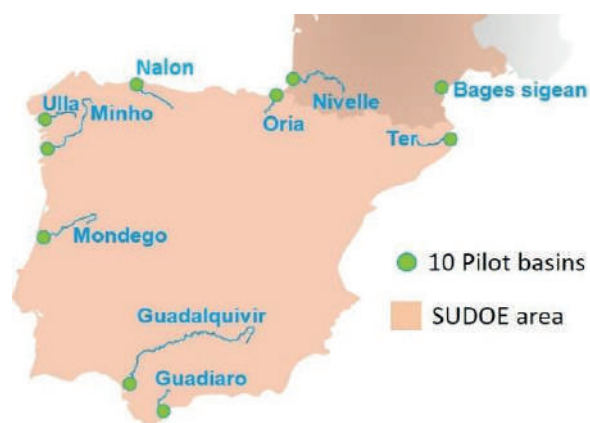 Nalon
Bages sigean
Ulla
Minho
Nivelle
Oria
Ter
Mondego
10 Pilot basins
SUDOE area
Guadalquivir
Guadiaro